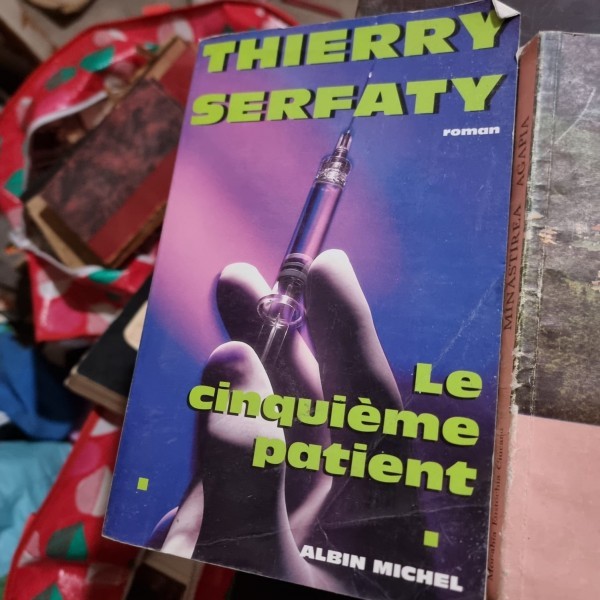 THIERRY
SERFATY
roman
Le
cinquième
patient
ALBIN MICHEL
MINASTIREA AGAPIA